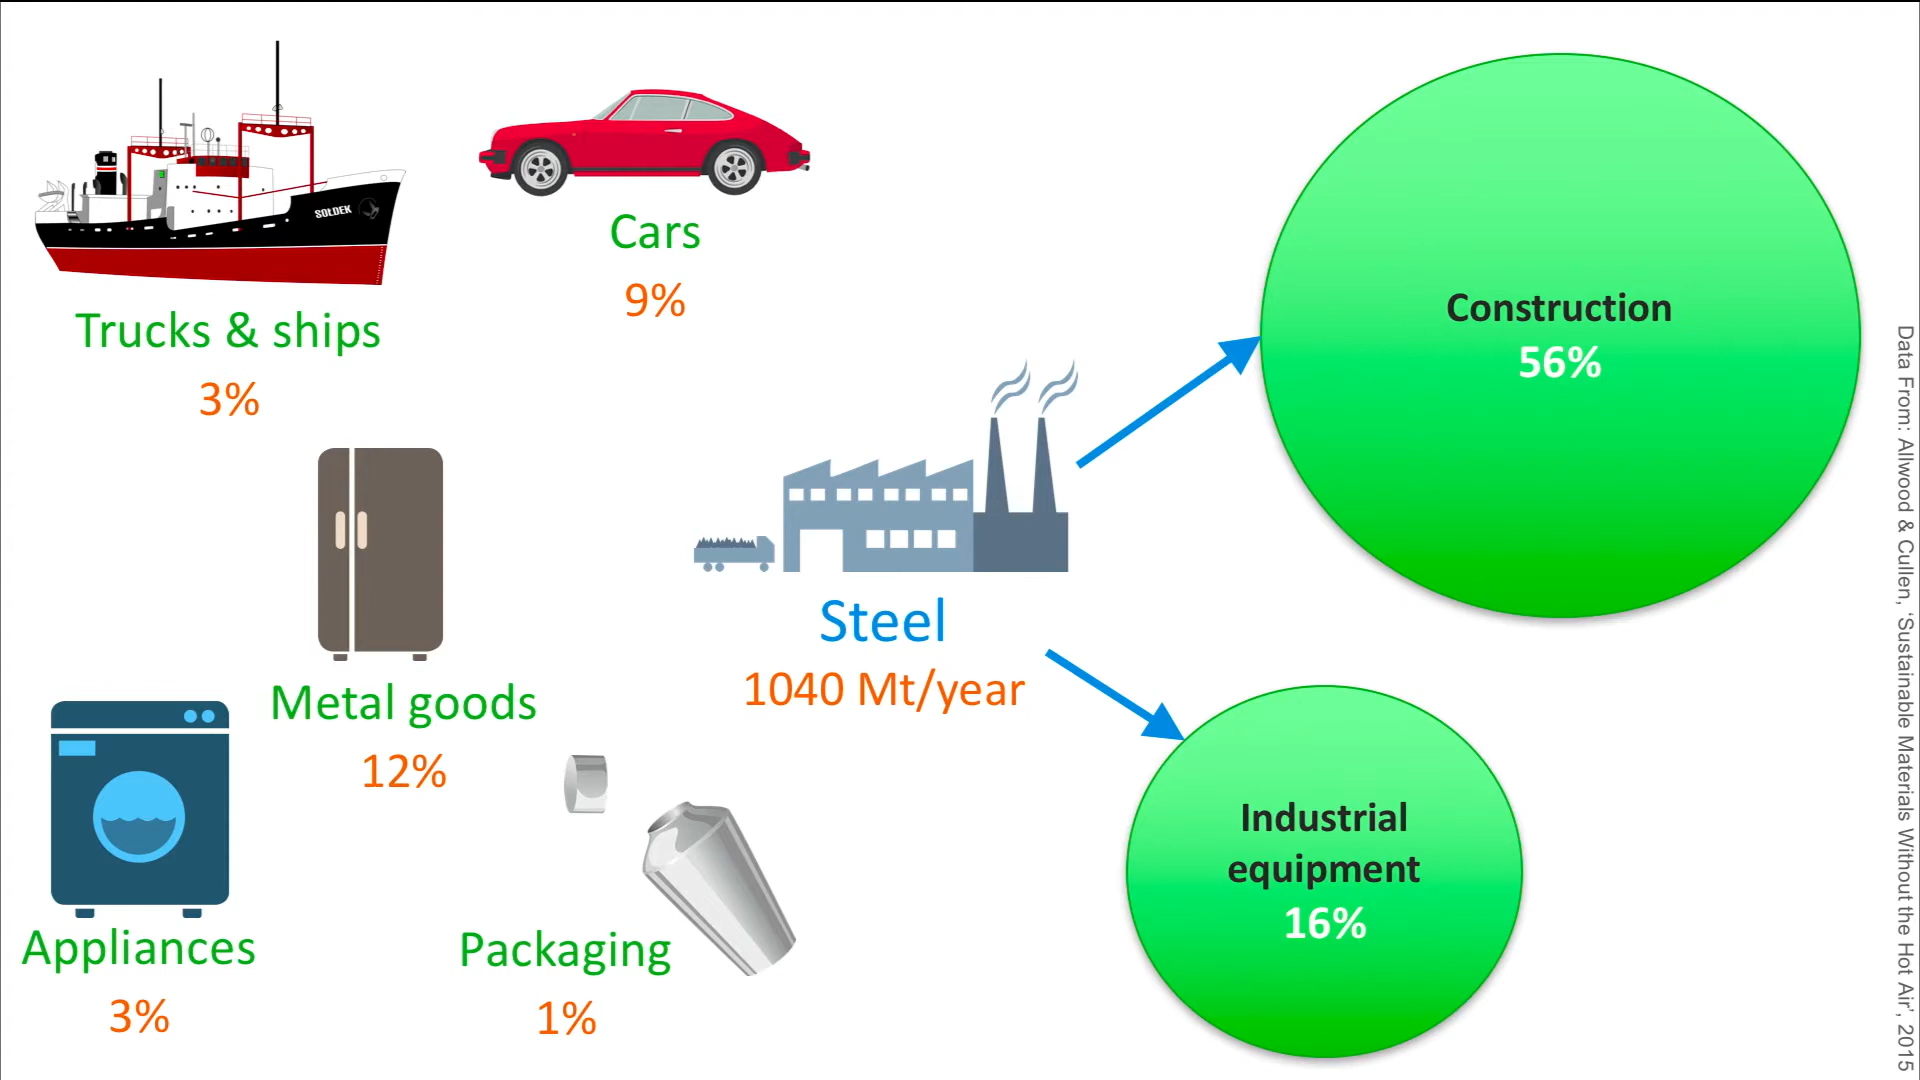 SOLDEK
Trucks & ships
3%
Cars
9%
Metal goods
12%
Appliances
3%
Packaging
1%
Steel
1040 Mt/year
Construction
56%
Industrial
equipment
16%
Data From: Allwood & Cullen, 'Sustainable Materials Without the Hot Air', 2015